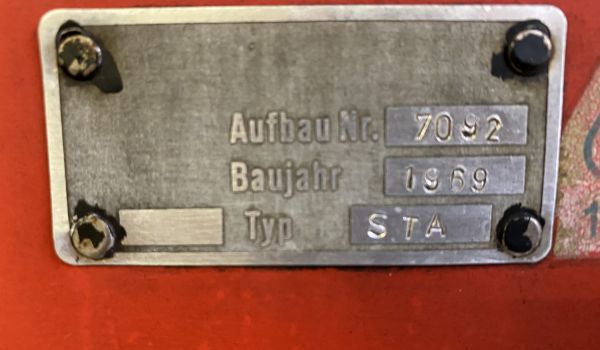 Aufbau Nr. 7092
Baujahr 1969
Typ STA